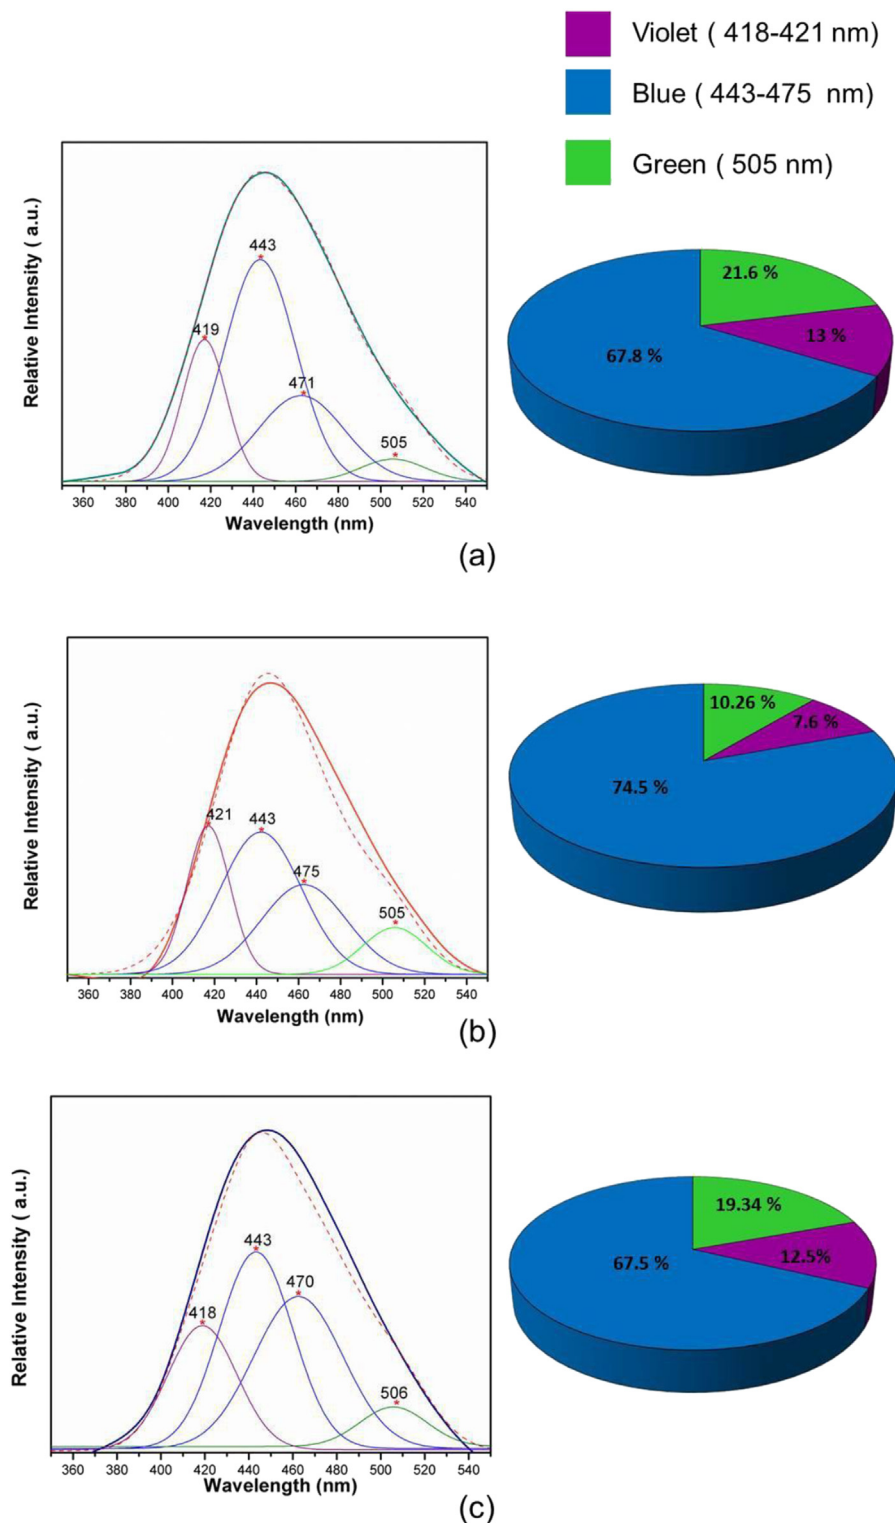 Violet ( 418-421 nm)
Blue ( 443-475 nm)
Green ( 505 nm)
Relative Intensity ( a.u.)
443
419
471
505
360 380 400 420 440 460 480 500 520 540
Wavelength (nm)
21.6 %
13 %
67.8 %
(a)
Relative Intensity ( a.u.)
421
443
475
505
360 380 400 420 440 460 480 500 520 540
Wavelength (nm)
10.26 %
7.6 %
74.5 %
(b)
Relative Intensity ( a.u.)
443
470
418
506
360 380 400 420 440 460 480 500 520 540
Wavelength (nm)
19.34 %
12.5%
67.5 %
(c)